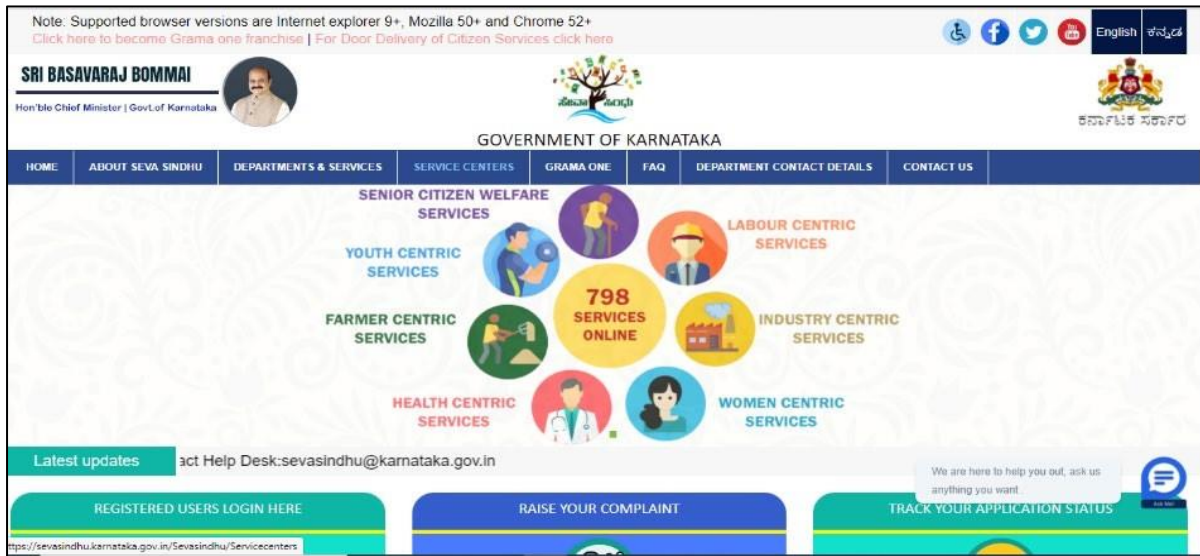 Note: Supported browser versions are Internet explorer 9+, Mozilla 50+ and Chrome 52+
Click here to become Grama one franchise | For Door Delivery of Citizen Services click here
You Tube
English
ಕನ್ನಡ
SRI BASAVARAJ BOMMAI
Hon'ble Chief Minister | Govt.of Karnataka
ಸೇವಾ ಸಿಂಧು
GOVERNMENT OF KARNATAKA
ಕರ್ನಾಟಕ ಸರ್ಕಾರ
HOME ABOUT SEVA SINDHU DEPARTMENTS & SERVICES SERVICE CENTERS GRAMA ONE FAQ DEPARTMENT CONTACT DETAILS CONTACT US
SENIOR CITIZEN WELFARE
SERVICES
LABOUR CENTRIC
SERVICES
YOUTH CENTRIC
SERVICES
798
SERVICES
ONLINE
FARMER CENTRIC
SERVICES
INDUSTRY CENTRIC
SERVICES
HEALTH CENTRIC
SERVICES
WOMEN CENTRIC
SERVICES
Latest updates act Help Desk:sevasindhu@karnataka.gov.in
We are here to help you out, ask us
anything you want
Ask Me!
REGISTERED USERS LOGIN HERE
RAISE YOUR COMPLAINT
TRACK YOUR APPLICATION STATUS
ttps://sevasindhu.karnataka.gov.in/Sevasindhu/Servicecenters